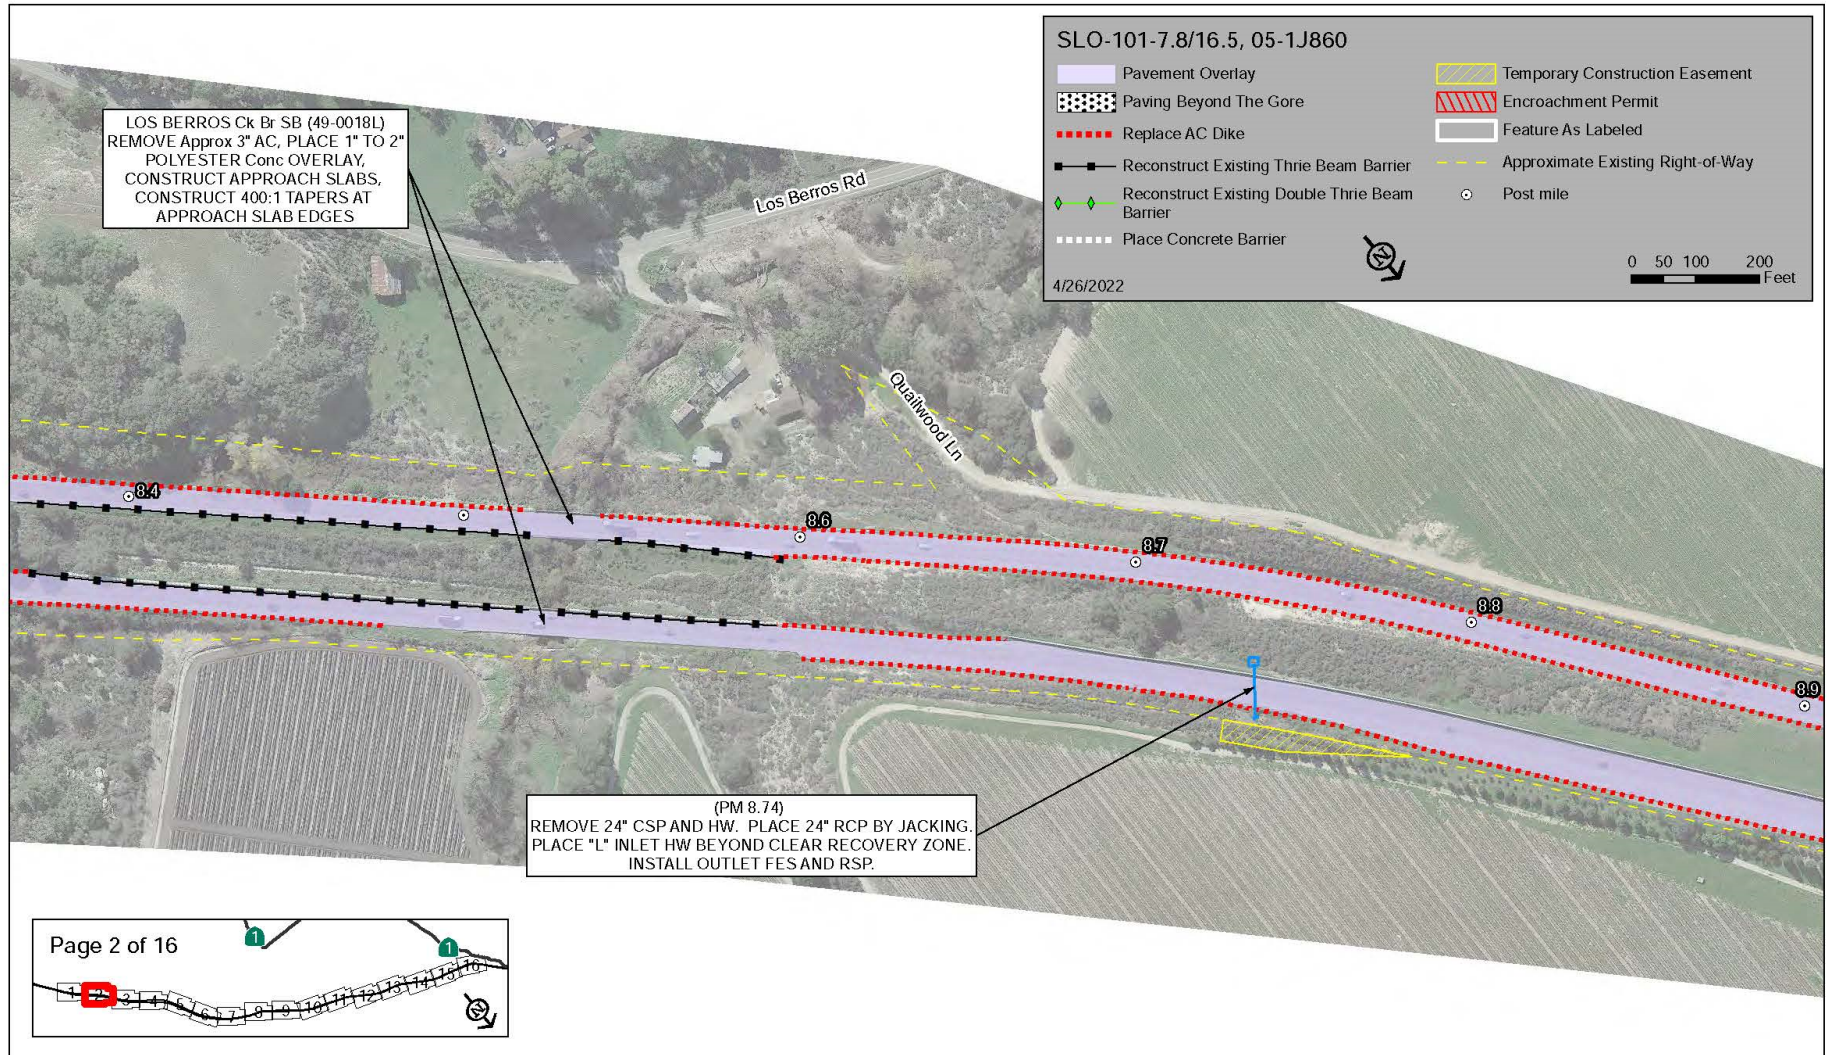 SLO-101-7.8/16.5, 05-1J860
Pavement Overlay
Paving Beyond The Gore
Replace AC Dike
Reconstruct Existing Thrie Beam Barrier
Reconstruct Existing Double Thrie Beam
Barrier
Place Concrete Barrier
Temporary Construction Easement
Encroachment Permit
Feature As Labeled
Approximate Existing Right-of-Way
Post mile
N
0 50 100 200
Feet
4/26/2022
LOS BERROS Ck Br SB (49-0018L)
REMOVE Approx 3" AC, PLACE 1" TO 2"
POLYESTER Conc OVERLAY,
CONSTRUCT APPROACH SLABS,
CONSTRUCT 400:1 TAPERS AT
APPROACH SLAB EDGES
Los Berros Rd
Quailwood Ln
8.4
8.6
8.7
8.8
8.9
(PM 8.74)
REMOVE 24" CSP AND HW. PLACE 24" RCP BY JACKING.
PLACE "L" INLET HW BEYOND CLEAR RECOVERY ZONE.
INSTALL OUTLET FES AND RSP.
Page 2 of 16
1
1
1 2 3 4 5 6 7 8 9 10 11 12 13 14 15 16
N